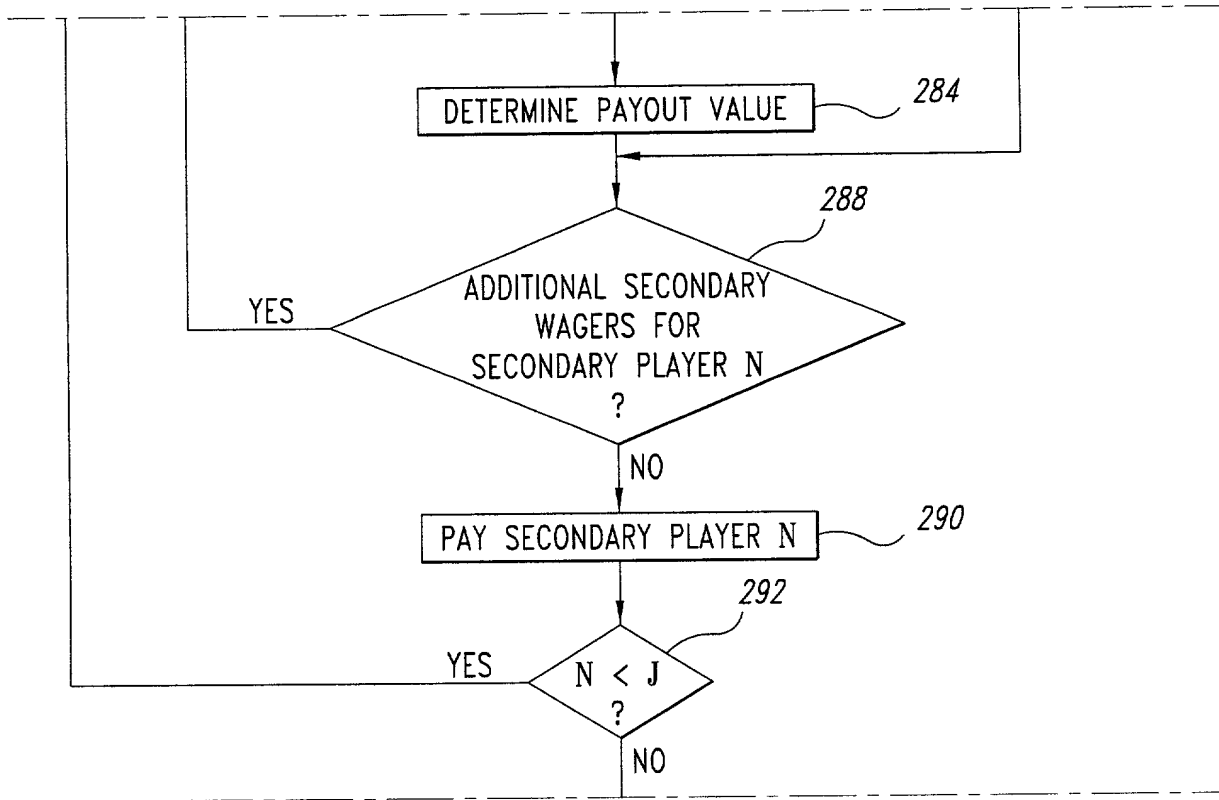 DETERMINE PAYOUT VALUE
284
288
ADDITIONAL SECONDARY
WAGERS FOR
SECONDARY PLAYER N
?
YES
NO
PAY SECONDARY PLAYER N
290
292
YES
N < J
?
NO